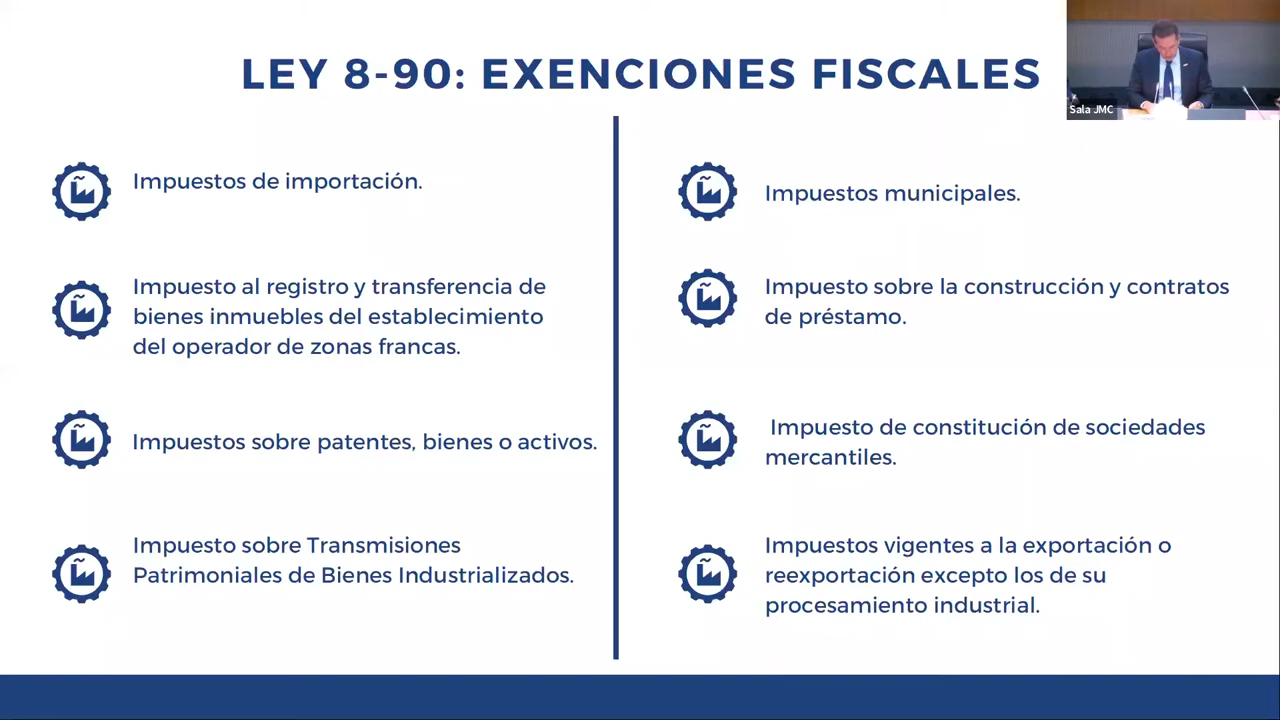 LEY 8-90: EXENCIONES FISCALES
Sala JMC
Impuestos de importación.
Impuesto al registro y transferencia de
bienes inmuebles del establecimiento
del operador de zonas francas.
Impuestos sobre patentes, bienes o activos.
Impuesto sobre Transmisiones
Patrimoniales de Bienes Industrializados.
Impuestos municipales.
Impuesto sobre la construcción y contratos
de préstamo.
Impuesto de constitución de sociedades
mercantiles.
Impuestos vigentes a la exportación o
reexportación excepto los de su
procesamiento industrial.